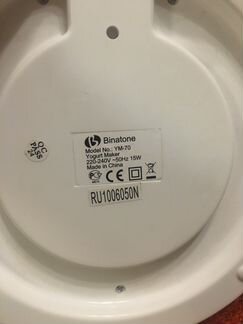 Binatone
Model No.: YM-70
Yogurt Maker
220-240V ~50Hz 15W
Made in China
RU1006050N
QC
PASS